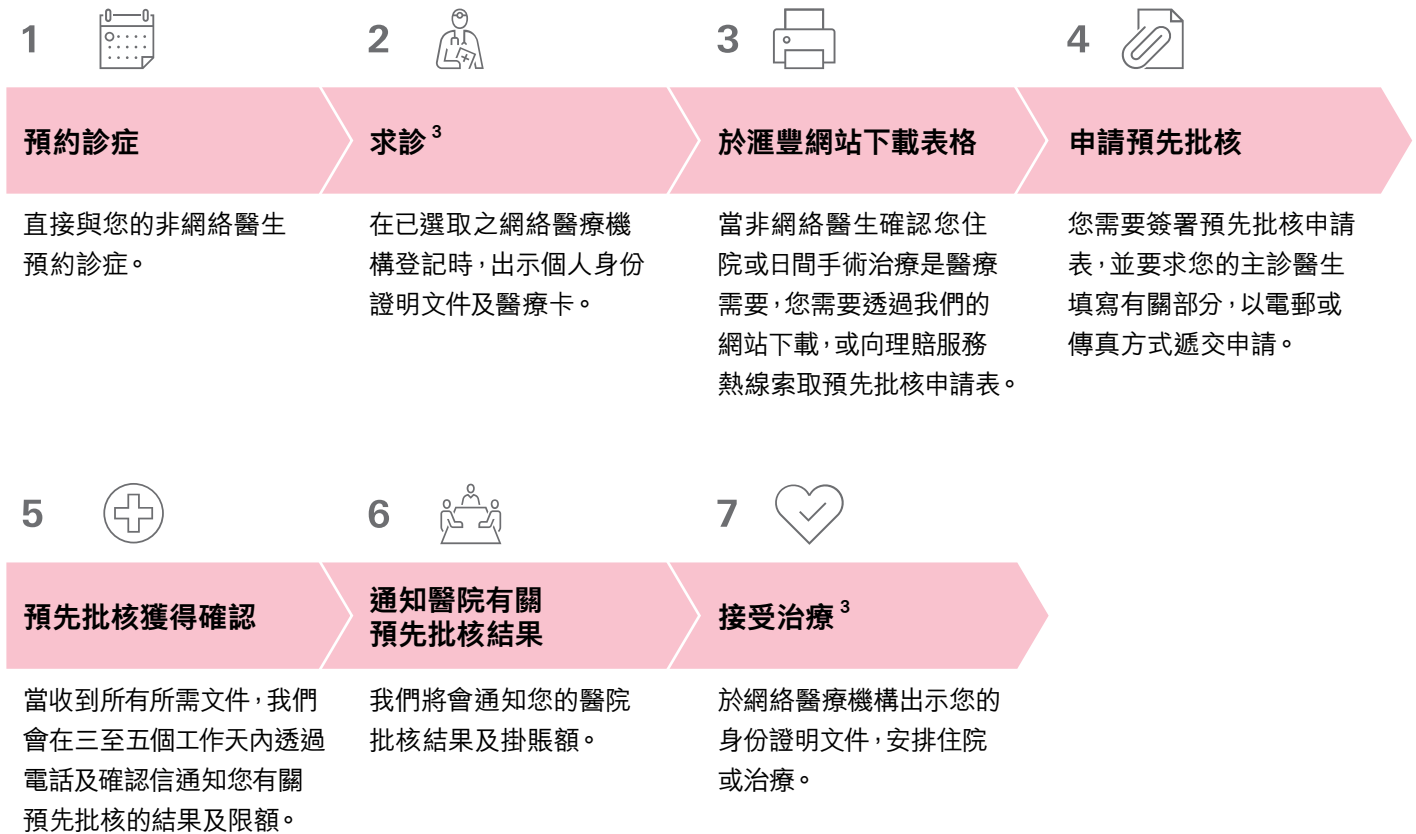 1
預約診症
直接與您的非網絡醫生
預約診症。
2
求診 3
在已選取之網絡醫療機
構登記時，出示個人身份
證明文件及醫療卡。
3
於滙豐網站下載表格
當非網絡醫生確認您住
院或日間手術治療是醫療
需要，您需要透過我們的
網站下載，或向理賠服務
熱線索取預先批核申請表。
4
申請預先批核
您需要簽署預先批核申請
表，並要求您的主診醫生
填寫有關部分，以電郵或
傳真方式遞交申請。
5
預先批核獲得確認
當收到所有所需文件，我們
會在三至五個工作天內透過
電話及確認信通知您有關
預先批核的結果及限額。
6
通知醫院有關
預先批核結果
我們將會通知您的醫院
批核結果及掛賬額。
7
接受治療 3
於網絡醫療機構出示您的
身份證明文件，安排住院
或治療。